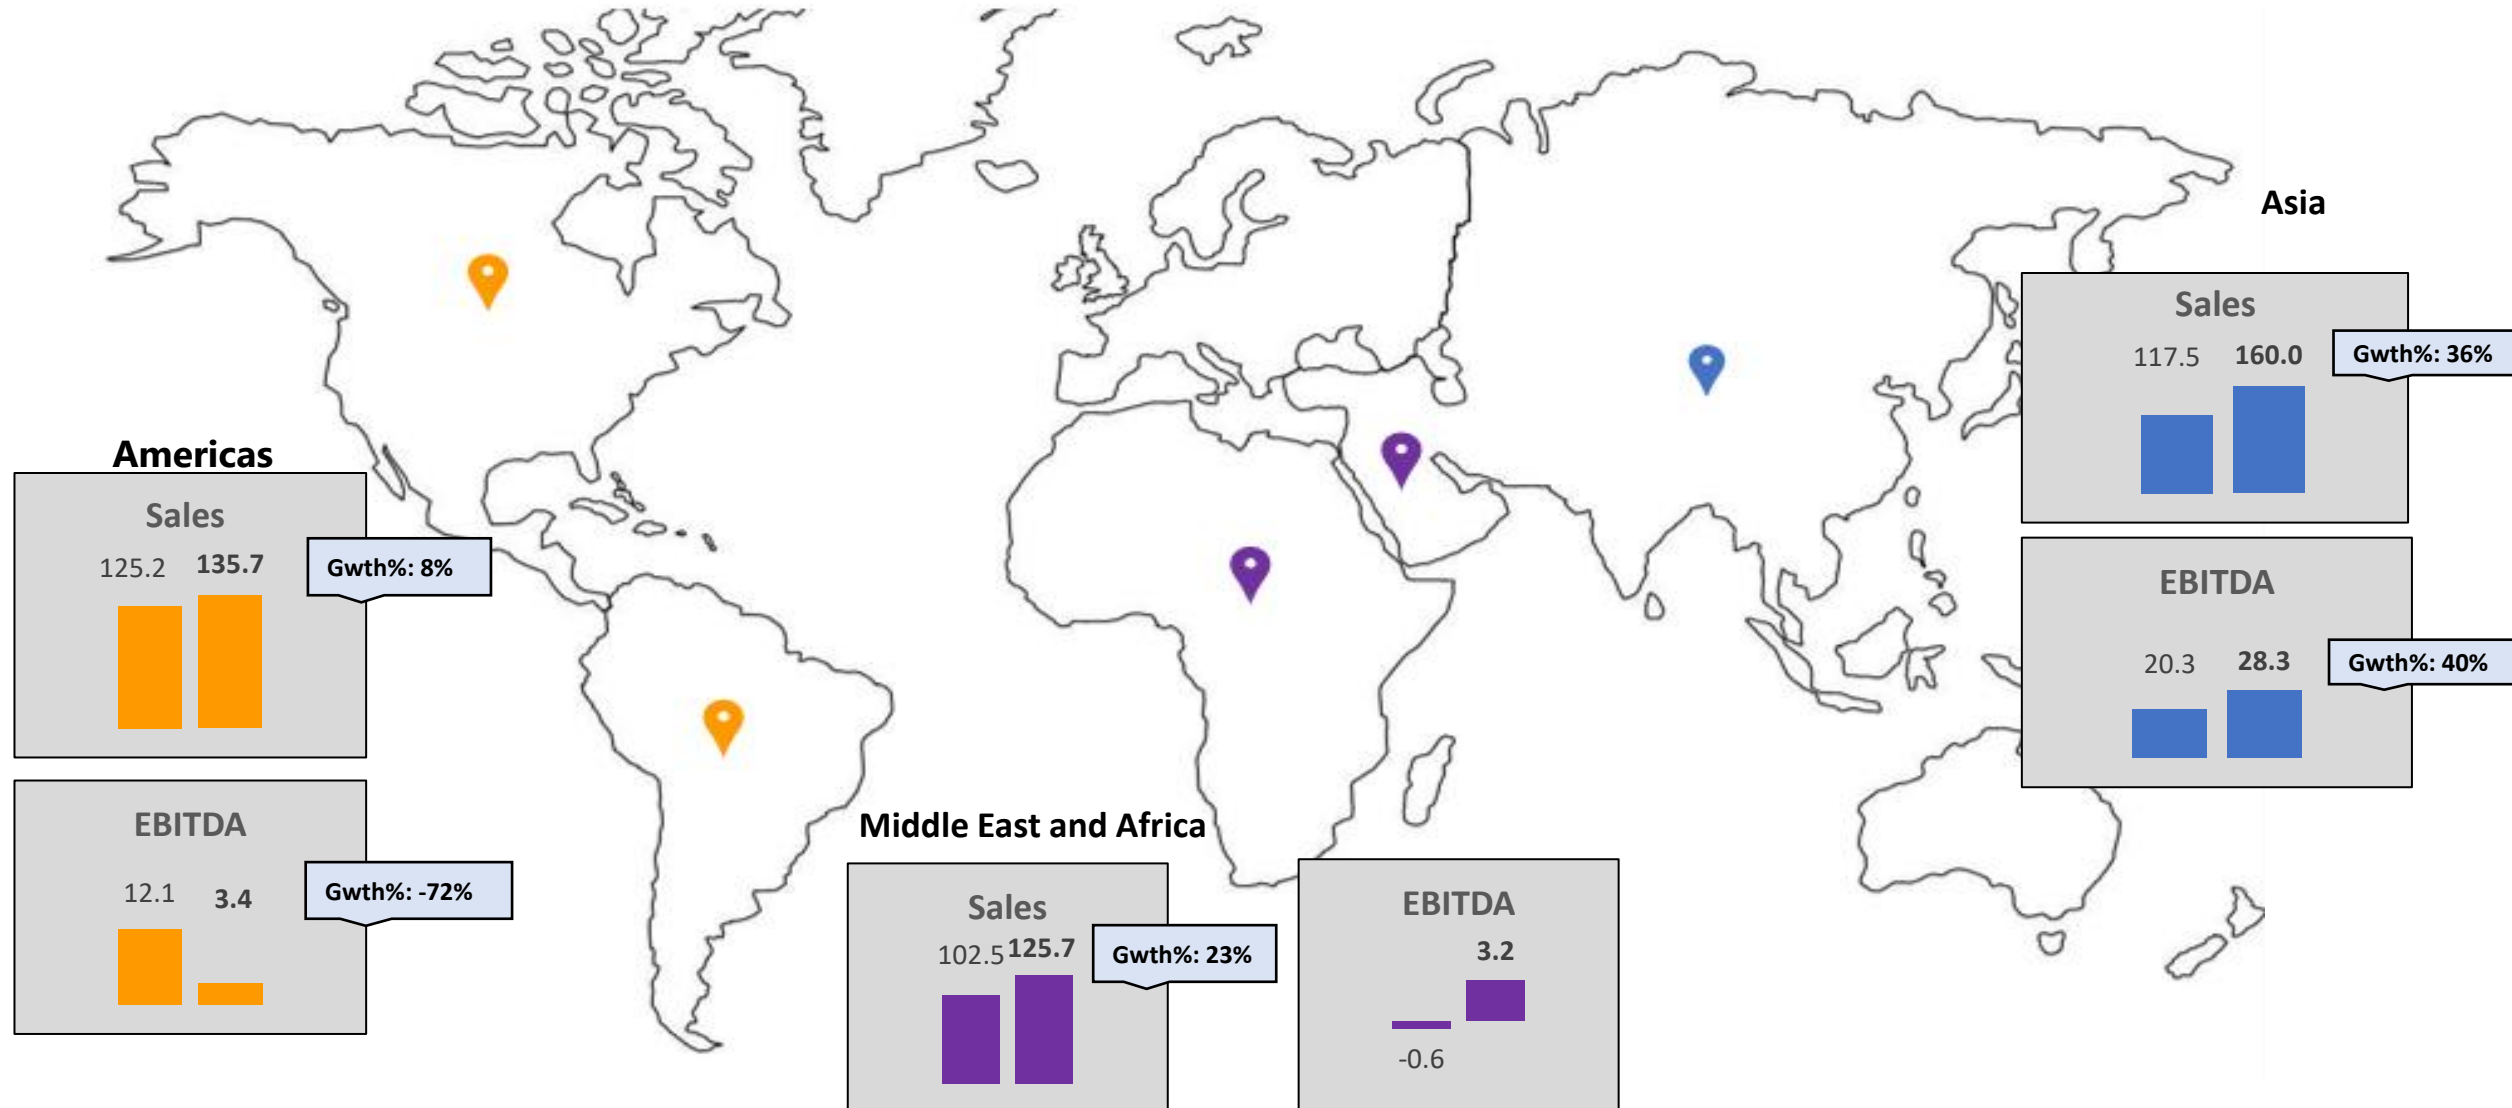 Asia
Sales
117.5 160.0
Gwth%: 36%
EBITDA
20.3 28.3
Gwth%: 40%
Americas
Sales
125.2 135.7
Gwth%: 8%
EBITDA
12.1 3.4
Gwth%: -72%
Middle East and Africa
Sales
102.5 125.7
Gwth%: 23%
EBITDA
3.2
-0.6